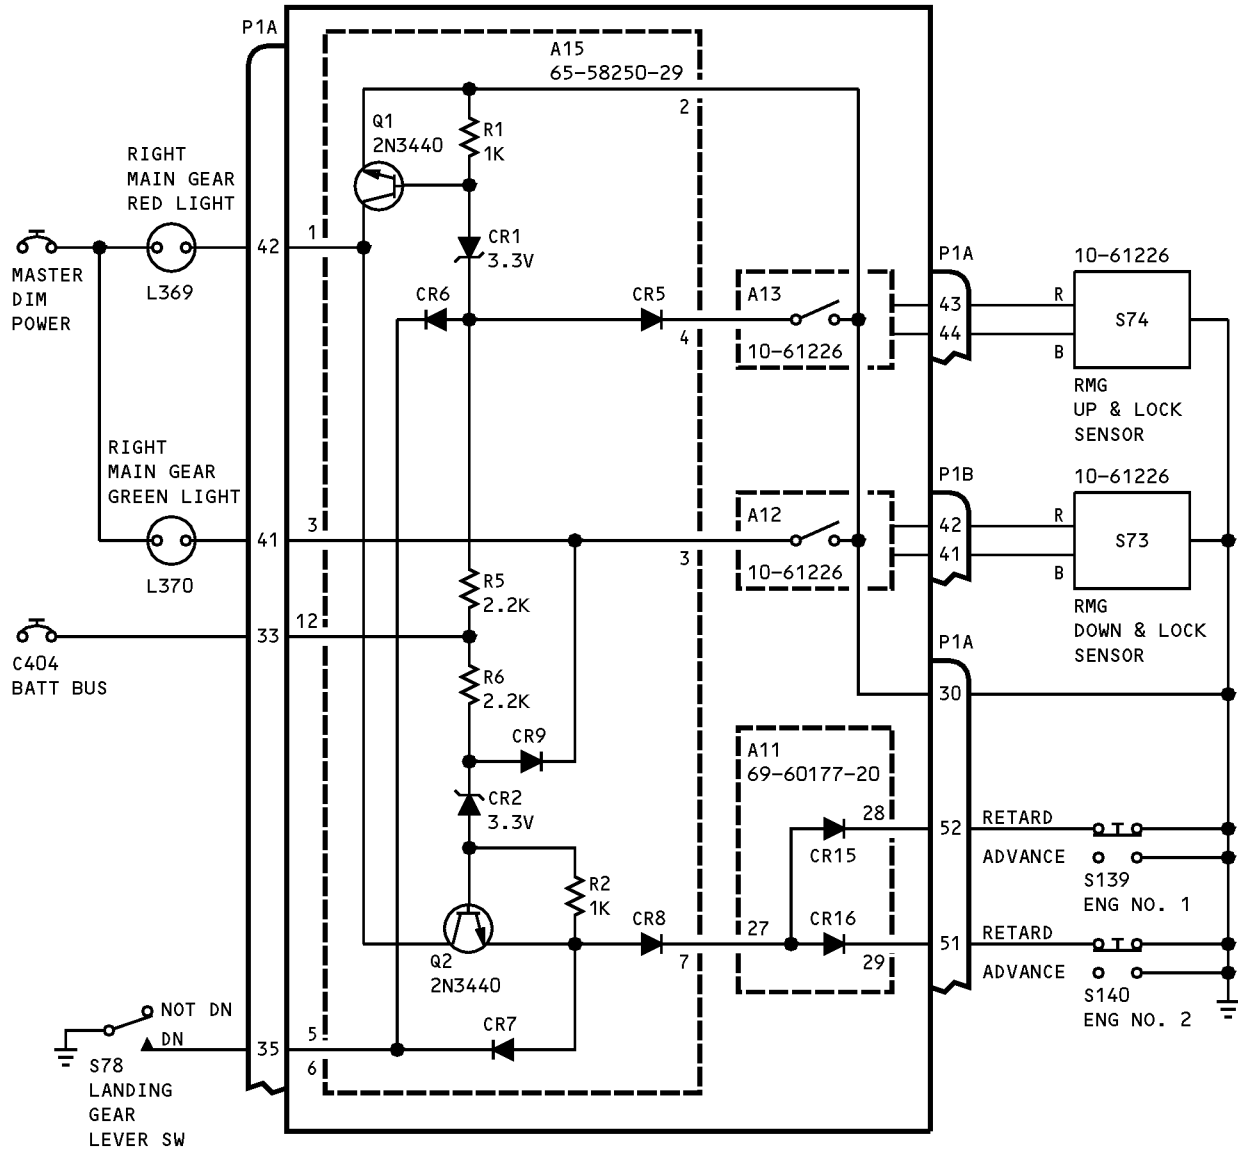 P1A
A15
65-58250-29
2
Q1
2N3440
R1
1K
RIGHT
MAIN GEAR
RED LIGHT
42
1
CR1
3.3V
MASTER
DIM
POWER
L369
CR6
CR5
4
A13
10-61226
P1A
43
44
R
B
10-61226
S74
RMG
UP & LOCK
SENSOR
RIGHT
MAIN GEAR
GREEN LIGHT
41
3
L370
3
A12
10-61226
P1B
42
41
R
B
10-61226
S73
RMG
DOWN & LOCK
SENSOR
R5
2.2K
33
12
C404
BATT BUS
R6
2.2K
P1A
30
CR9
CR2
3.3V
A11
69-60177-20
28
CR15
52
RETARD
ADVANCE
S139
ENG NO. 1
R2
1K
CR8
7
27
CR16
29
51
RETARD
ADVANCE
S140
ENG NO. 2
Q2
2N3440
NOT DN
DN
35
5
6
CR7
S78
LANDING
GEAR
LEVER SW